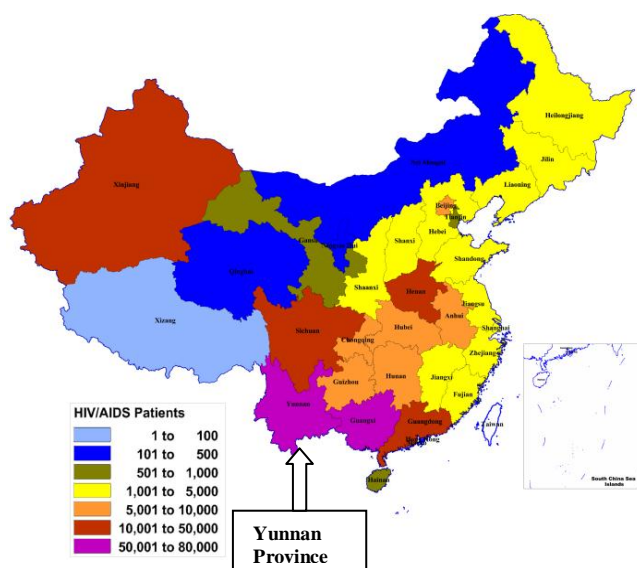 Heilongjiang
Jilin
Liaoning
Xinjiang
Beijing
Tianjin
Hebei
Gansu
Shanxi
Shandong
Qinghai
Shaanxi
Henan
Jiangsu
Anhui
Xizang
Sichuan
Hubei
Shanghai
Chongqing
Zhejiang
Hunan
Jiangxi
Guizhou
Fujian
Yunnan
Guangxi
Guangdong
Taiwan
Hainan
HIV/AIDS Patients
1 to 100
101 to 500
501 to 1,000
1,001 to 5,000
5,001 to 10,000
10,001 to 50,000
50,001 to 80,000
South China Sea
Islands
Yunnan
Province